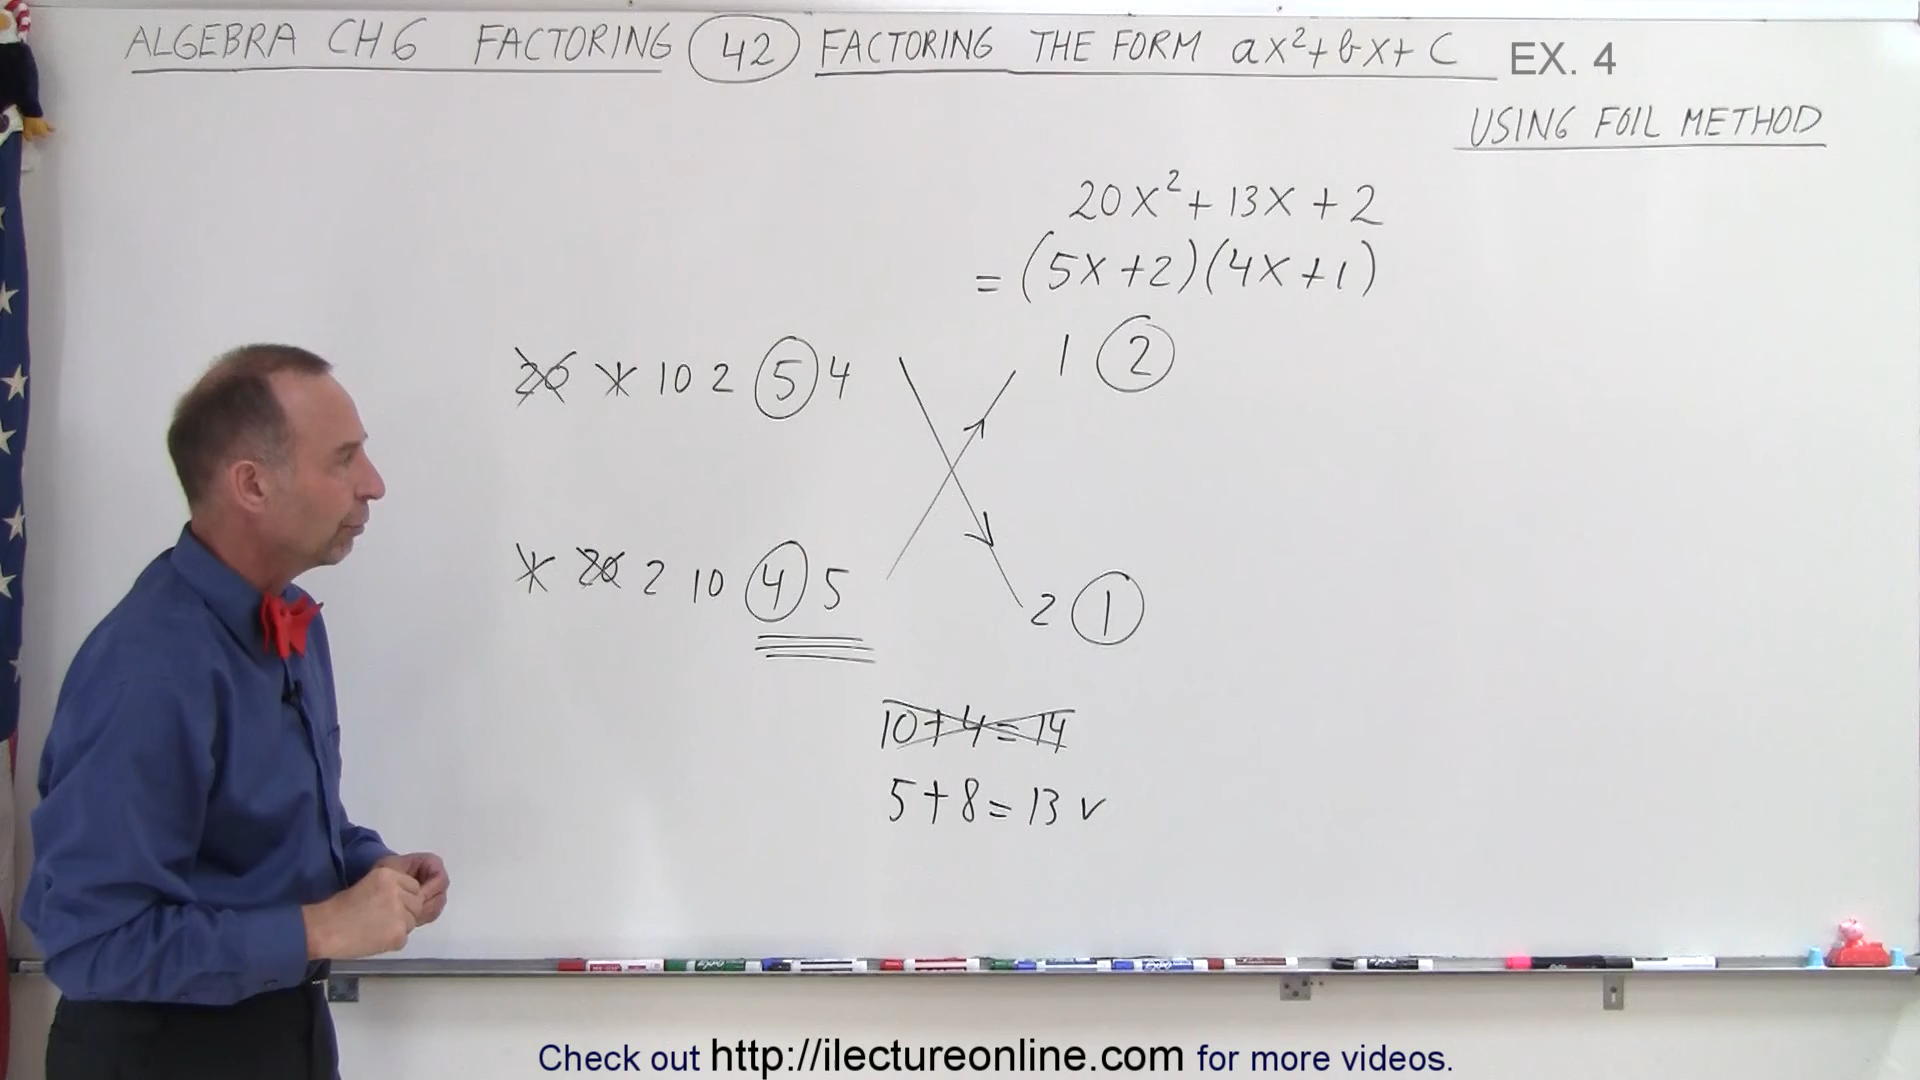 ALGEBRA CH 6 FACTORING 42 FACTORING THE FORM ax²+bx+C EX. 4
USING FOIL METHOD
20x²+13x+2
=(5x+2)(4x+1)
20 1 10 2 5 4 1 2
1 20 2 10 4 5 2 1
10+4=14
5+8=13 ✓
Check out http://ilectureonline.com for more videos.